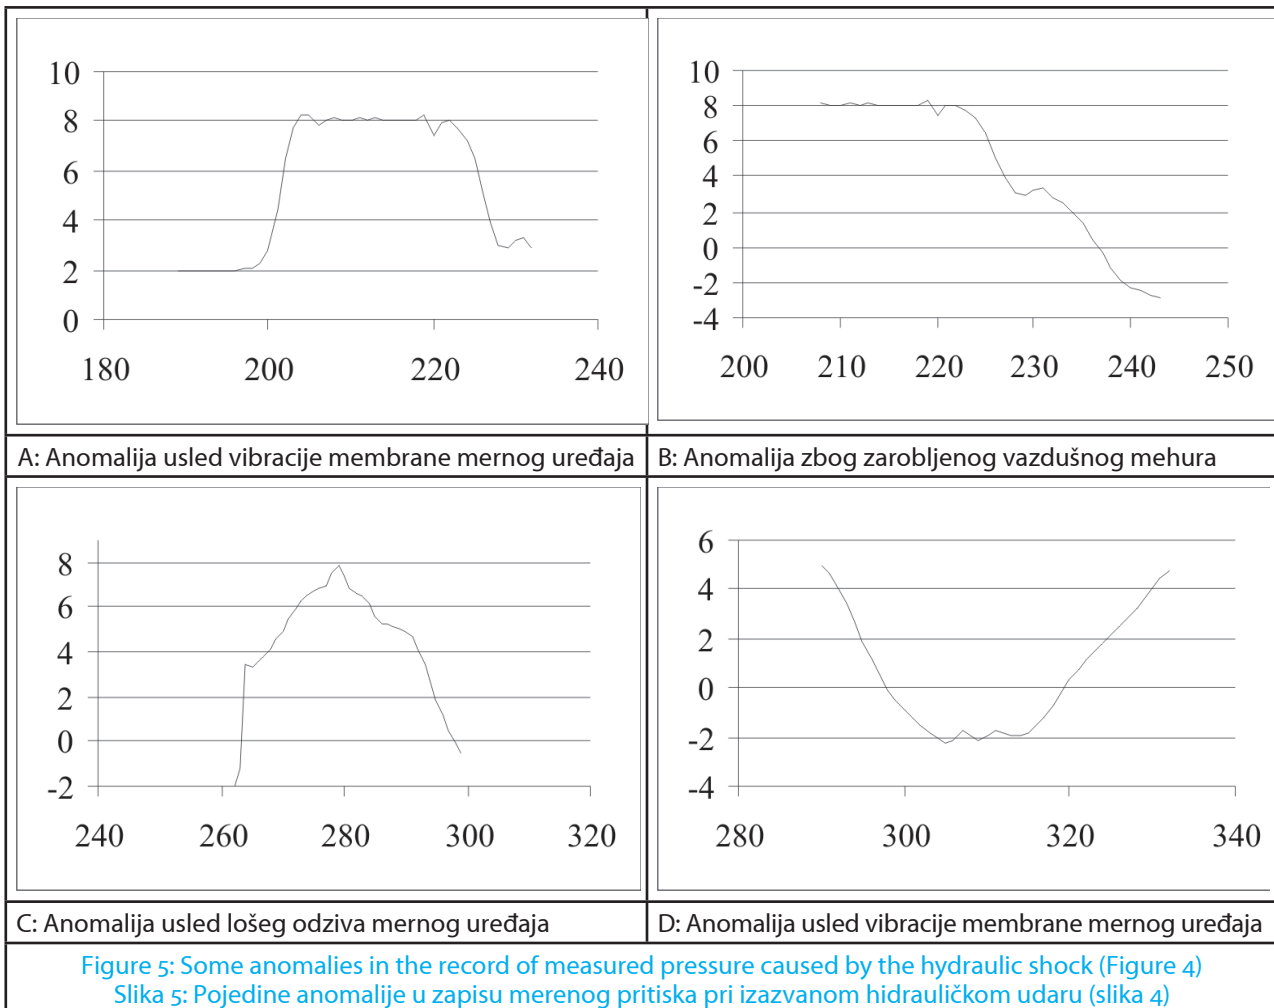 10
8
6
4
2
0
180 200 220 240
10
8
6
4
2
0
-2
-4
200 210 220 230 240 250
A: Anomalija usled vibracije membrane mernog uređaja
B: Anomalija zbog zarobljenog vazdušnog mehura
8
6
4
2
0
-2
240 260 280 300 320
6
4
2
0
-2
-4
280 300 320 340
C: Anomalija usled lošeg odziva mernog uređaja
D: Anomalija usled vibracije membrane mernog uređaja
Figure 5: Some anomalies in the record of measured pressure caused by the hydraulic shock (Figure 4)
Slika 5: Pojedine anomalije u zapisu merenog pritiska pri izazvanom hidrauličkom udaru (slika 4)